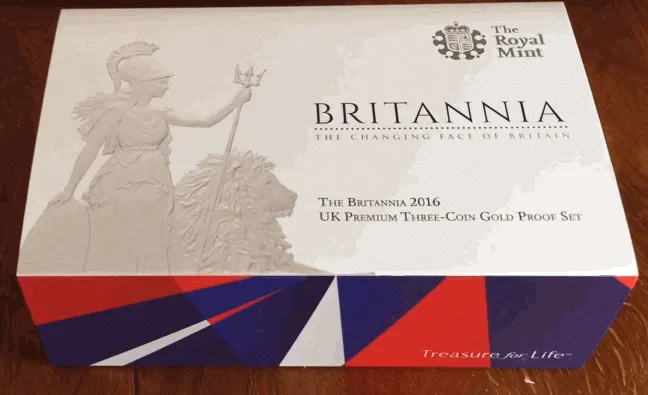 The
Royal
Mint
BRITANNIA
THE CHANGING FACE OF BRITAIN
THE BRITANNIA 2016
UK PREMIUM THREE-COIN GOLD PROOF SET
Treasure for Life™